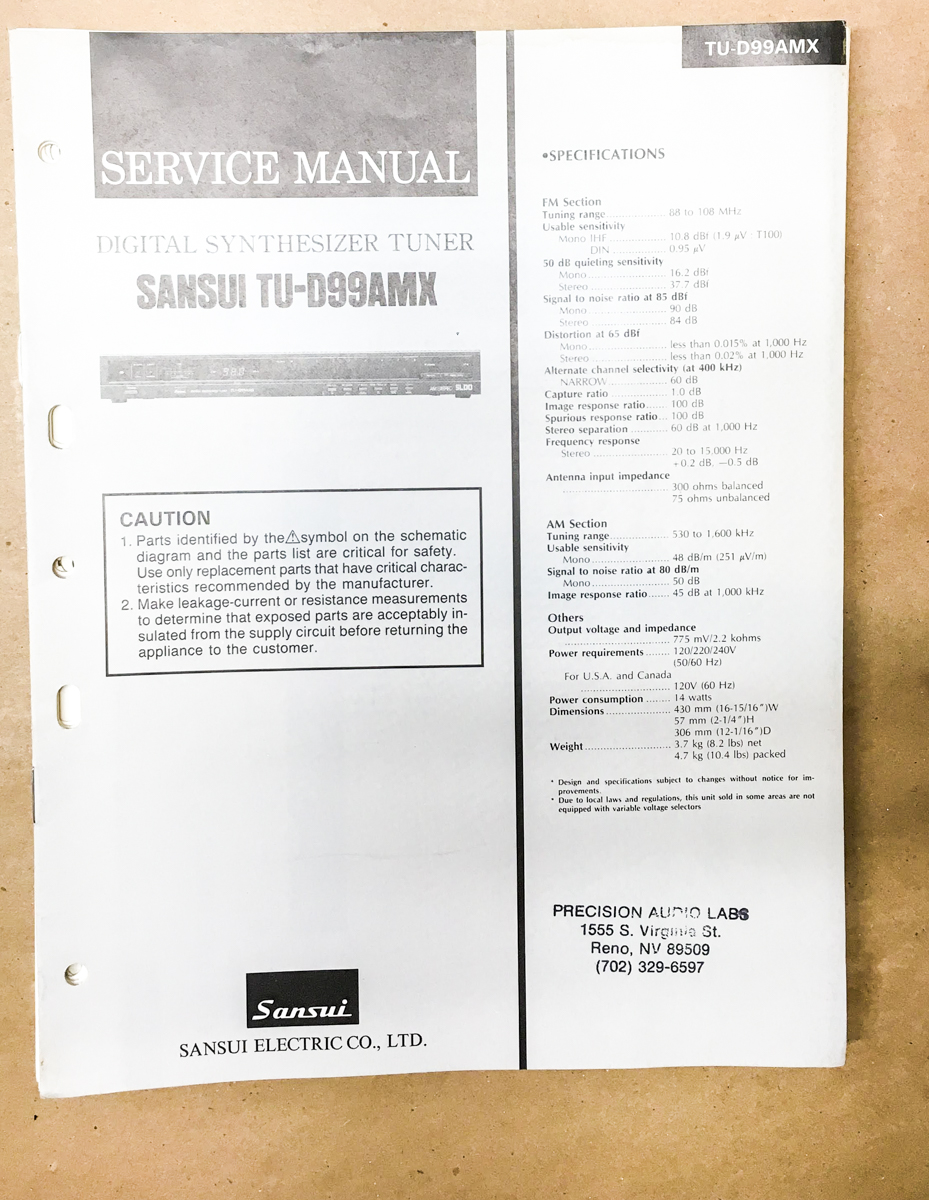 SERVICE MANUAL
DIGITAL SYNTHESIZER TUNER
SANSUI TU-D99AMX
CAUTION
1. Parts identified by the ⚠ symbol on the schematic
diagram and the parts list are critical for safety.
Use only replacement parts that have critical charac-
teristics recommended by the manufacturer.
2. Make leakage-current or resistance measurements
to determine that exposed parts are acceptably in-
sulated from the supply circuit before returning the
appliance to the customer.
Sansui
SANSUI ELECTRIC CO., LTD.
TU-D99AMX
•SPECIFICATIONS
FM Section
Tuning range .................... 88 to 108 MHz
Usable sensitivity
Mono IHF .................... 10.8 dBf (1.9 μV : T100)
DIN .................... 0.95 μV
50 dB quieting sensitivity
Mono .................... 16.2 dBf
Stereo .................... 37.7 dBf
Signal to noise ratio at 85 dBf
Mono .................... 90 dB
Stereo .................... 84 dB
Distortion at 65 dBf
Mono .................... less than 0.015% at 1,000 Hz
Stereo .................... less than 0.02% at 1,000 Hz
Alternate channel selectivity (at 400 kHz)
NARROW .................... 60 dB
Capture ratio .................... 1.0 dB
Image response ratio ...... 100 dB
Spurious response ratio ... 100 dB
Stereo separation ............ 60 dB at 1,000 Hz
Frequency response
Stereo .................... 20 to 15,000 Hz
+0.2 dB, −0.5 dB
Antenna input impedance
.................... 300 ohms balanced
75 ohms unbalanced
AM Section
Tuning range .................... 530 to 1,600 kHz
Usable sensitivity
Mono .................... 48 dB/m (251 μV/m)
Signal to noise ratio at 80 dB/m
Mono .................... 50 dB
Image response ratio ....... 45 dB at 1,000 kHz
Others
Output voltage and impedance
.................... 775 mV/2.2 kohms
Power requirements ........ 120/220/240V
(50/60 Hz)
For U.S.A. and Canada
.................... 120V (60 Hz)
Power consumption ........ 14 watts
Dimensions .................... 430 mm (16-15/16")W
57 mm (2-1/4")H
306 mm (12-1/16")D
Weight .................... 3.7 kg (8.2 lbs) net
4.7 kg (10.4 lbs) packed
* Design and specifications subject to changes without notice for im-
provements.
* Due to local laws and regulations, this unit sold in some areas are not
equipped with variable voltage selectors
PRECISION AUDIO LABS
1555 S. Virginia St.
Reno, NV 89509
(702) 329-6597